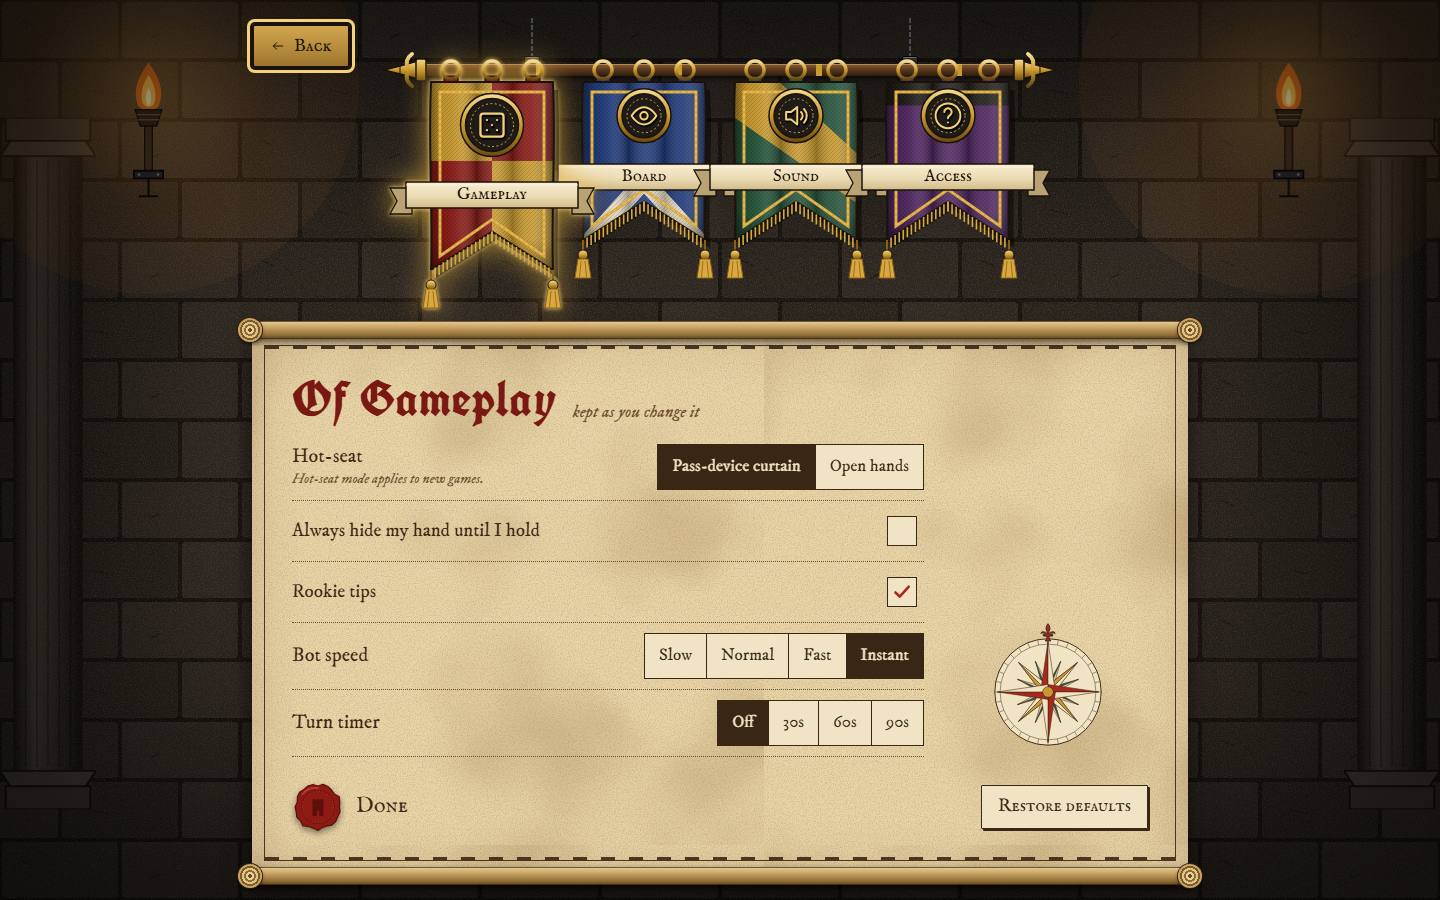 ← Back
Gameplay
Board
Sound
Access
Of Gameplay kept as you change it
Hot-seat
Hot-seat mode applies to new games.
Pass-device curtain Open hands
Always hide my hand until I hold
Rookie tips
Bot speed
Slow Normal Fast Instant
Turn timer
Off 30s 60s 90s
Done
Restore defaults